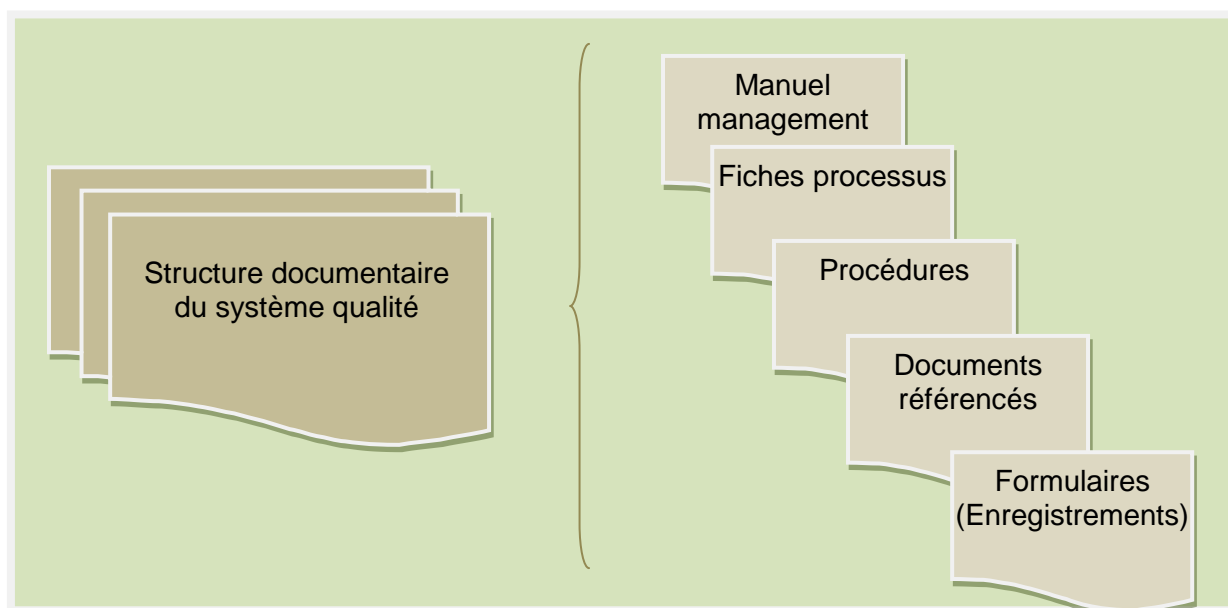 Structure documentaire
du système qualité
Manuel
management
Fiches processus
Procédures
Documents
référencés
Formulaires
(Enregistrements)